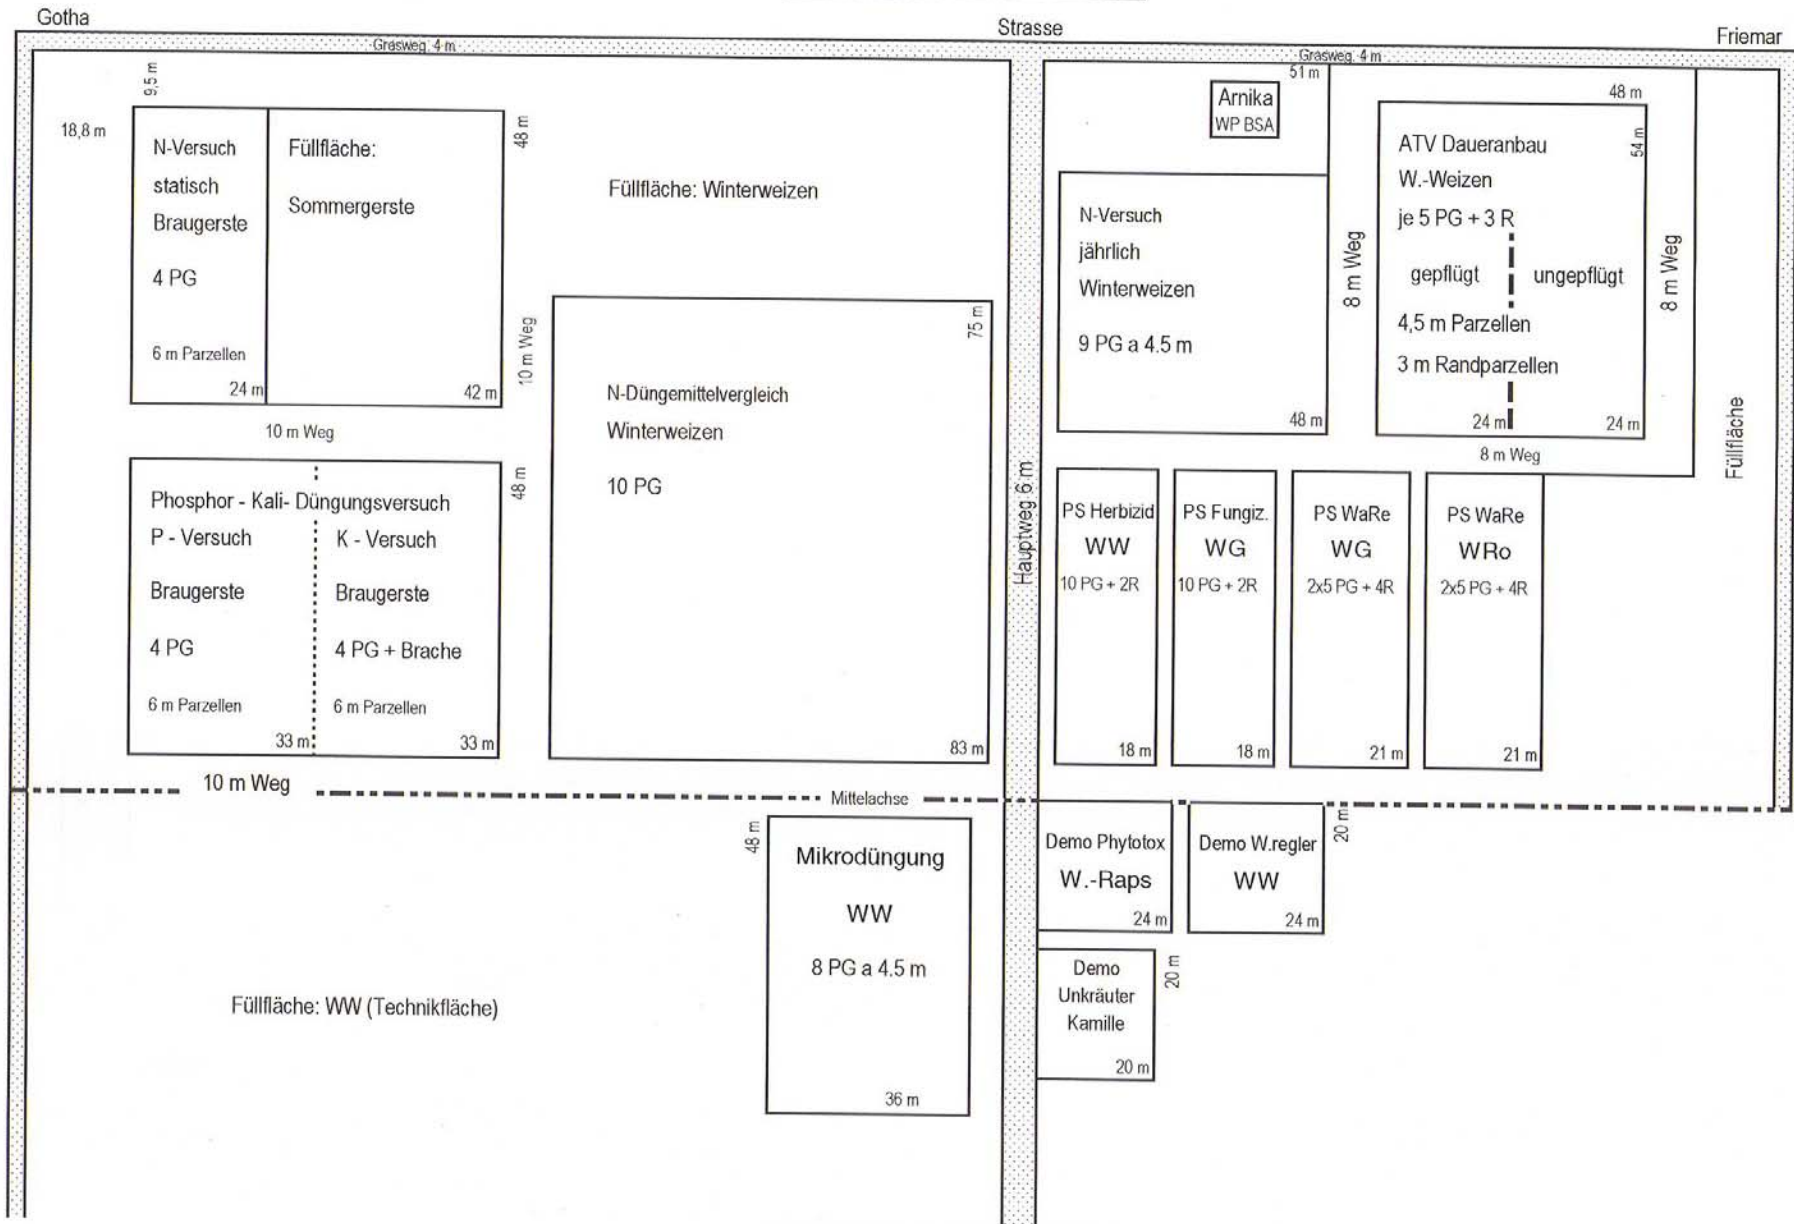 Gotha
Strasse
Friemar
Grasweg 4 m
Grasweg 4 m
9,5 m
18,8 m
N-Versuch
statisch
Braugerste
4 PG
6 m Parzellen
24 m
Füllfläche:
Sommergerste
42 m
48 m
10 m Weg
10 m Weg
Füllfläche: Winterweizen
Phosphor - Kali- Düngungsversuch
P - Versuch
Braugerste
4 PG
6 m Parzellen
33 m
K - Versuch
Braugerste
4 PG + Brache
6 m Parzellen
33 m
48 m
N-Düngemittelvergleich
Winterweizen
10 PG
75 m
83 m
10 m Weg
Mittelachse
Hauptweg 6 m
51 m
Arnika
WP BSA
N-Versuch
jährlich
Winterweizen
9 PG a 4.5 m
48 m
8 m Weg
48 m
54 m
ATV Daueranbau
W.-Weizen
je 5 PG + 3 R
gepflügt
ungepflügt
4,5 m Parzellen
3 m Randparzellen
24 m
24 m
8 m Weg
8 m Weg
Füllfläche
PS Herbizid
WW
10 PG + 2R
18 m
PS Fungiz.
WG
10 PG + 2R
18 m
PS WaRe
WG
2x5 PG + 4R
21 m
PS WaRe
WRo
2x5 PG + 4R
21 m
48 m
Mikrodüngung
WW
8 PG a 4.5 m
36 m
Füllfläche: WW (Technikfläche)
Demo Phytotox
W.-Raps
24 m
Demo W.regler
WW
24 m
20 m
Demo
Unkräuter
Kamille
20 m
20 m